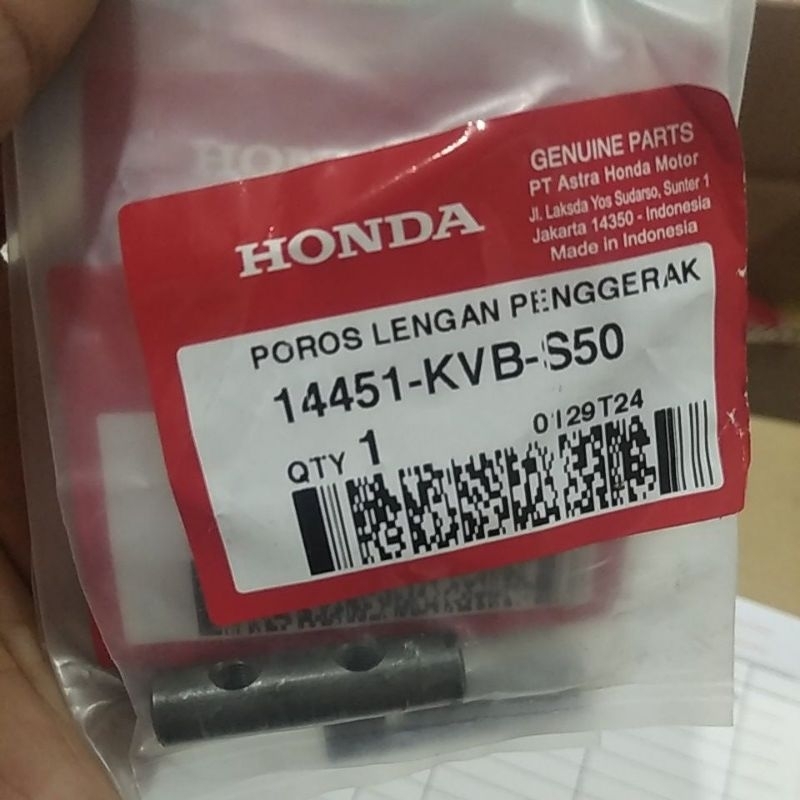 HONDA
GENUINE PARTS
PT Astra Honda Motor
Jl. Laksda Yos Sudarso, Sunter 1
Jakarta 14350 - Indonesia
Made in Indonesia
POROS LENGAN PENGGERAK
14451-KVB-S50
QTY 1
0129T24